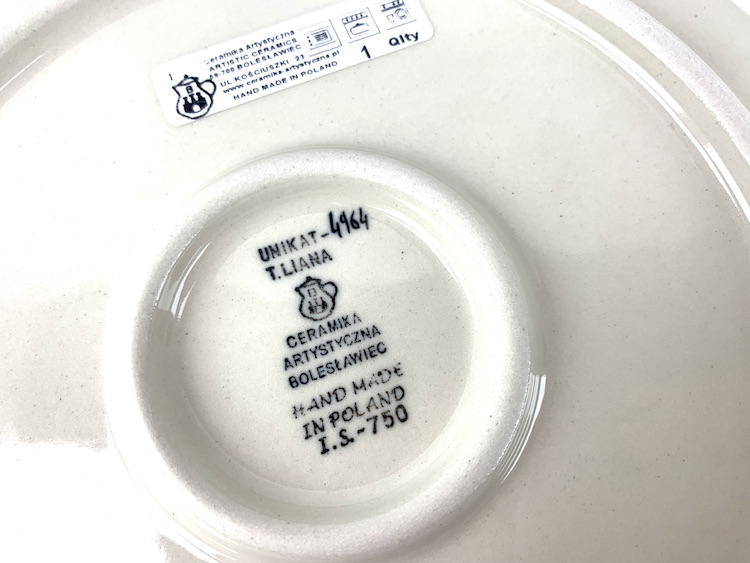 Ceramika Artystyczna
ARTISTIC CERAMICS
59-700 BOLESŁAWIEC
UL KOŚCIUSZKI 23
www.ceramika-artystyczna.pl
HAND MADE IN POLAND
1 Qlty
UNIKAT-4964
T.LIANA
CERAMIKA
ARTYSTYCZNA
BOLESŁAWIEC
HAND MADE
IN POLAND
I.S.-750